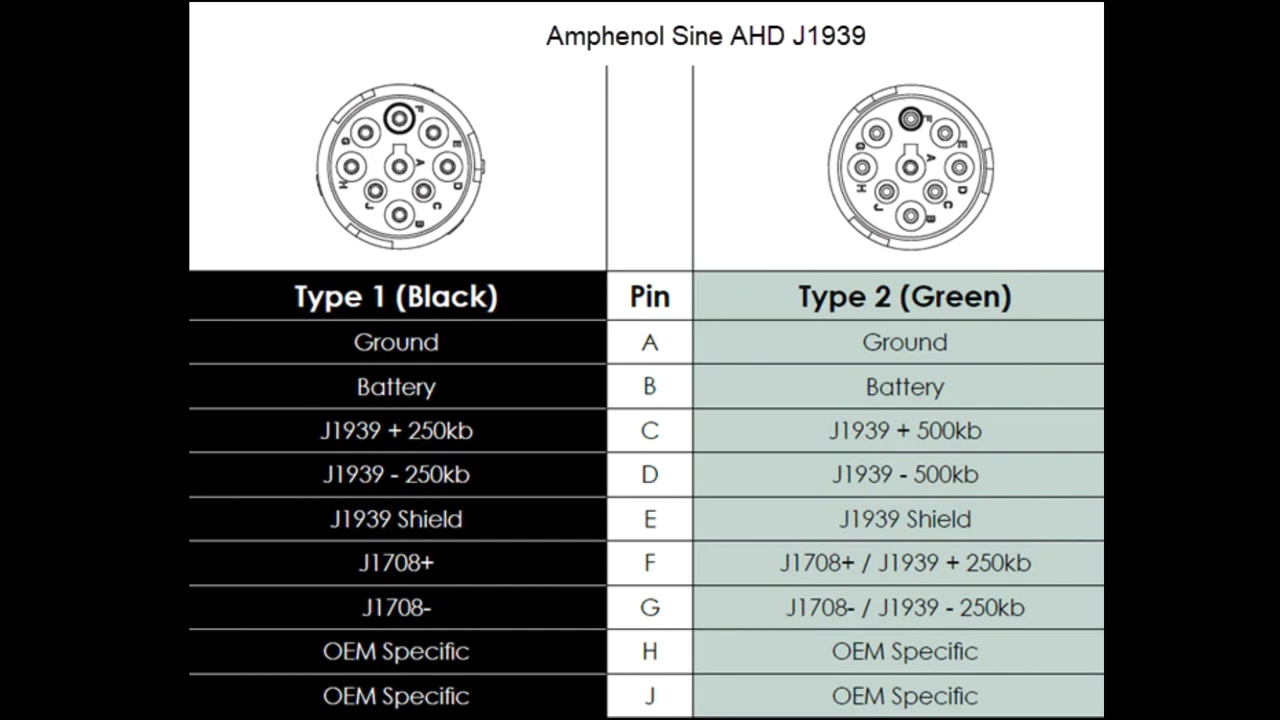 Amphenol Sine AHD J1939
F
G E
A
H D
J C
B
F
G E
A
H D
J C
B
Type 1 (Black) Pin Type 2 (Green)
Ground A Ground
Battery B Battery
J1939 + 250kb C J1939 + 500kb
J1939 - 250kb D J1939 - 500kb
J1939 Shield E J1939 Shield
J1708+ F J1708+ / J1939 + 250kb
J1708- G J1708- / J1939 - 250kb
OEM Specific H OEM Specific
OEM Specific J OEM Specific